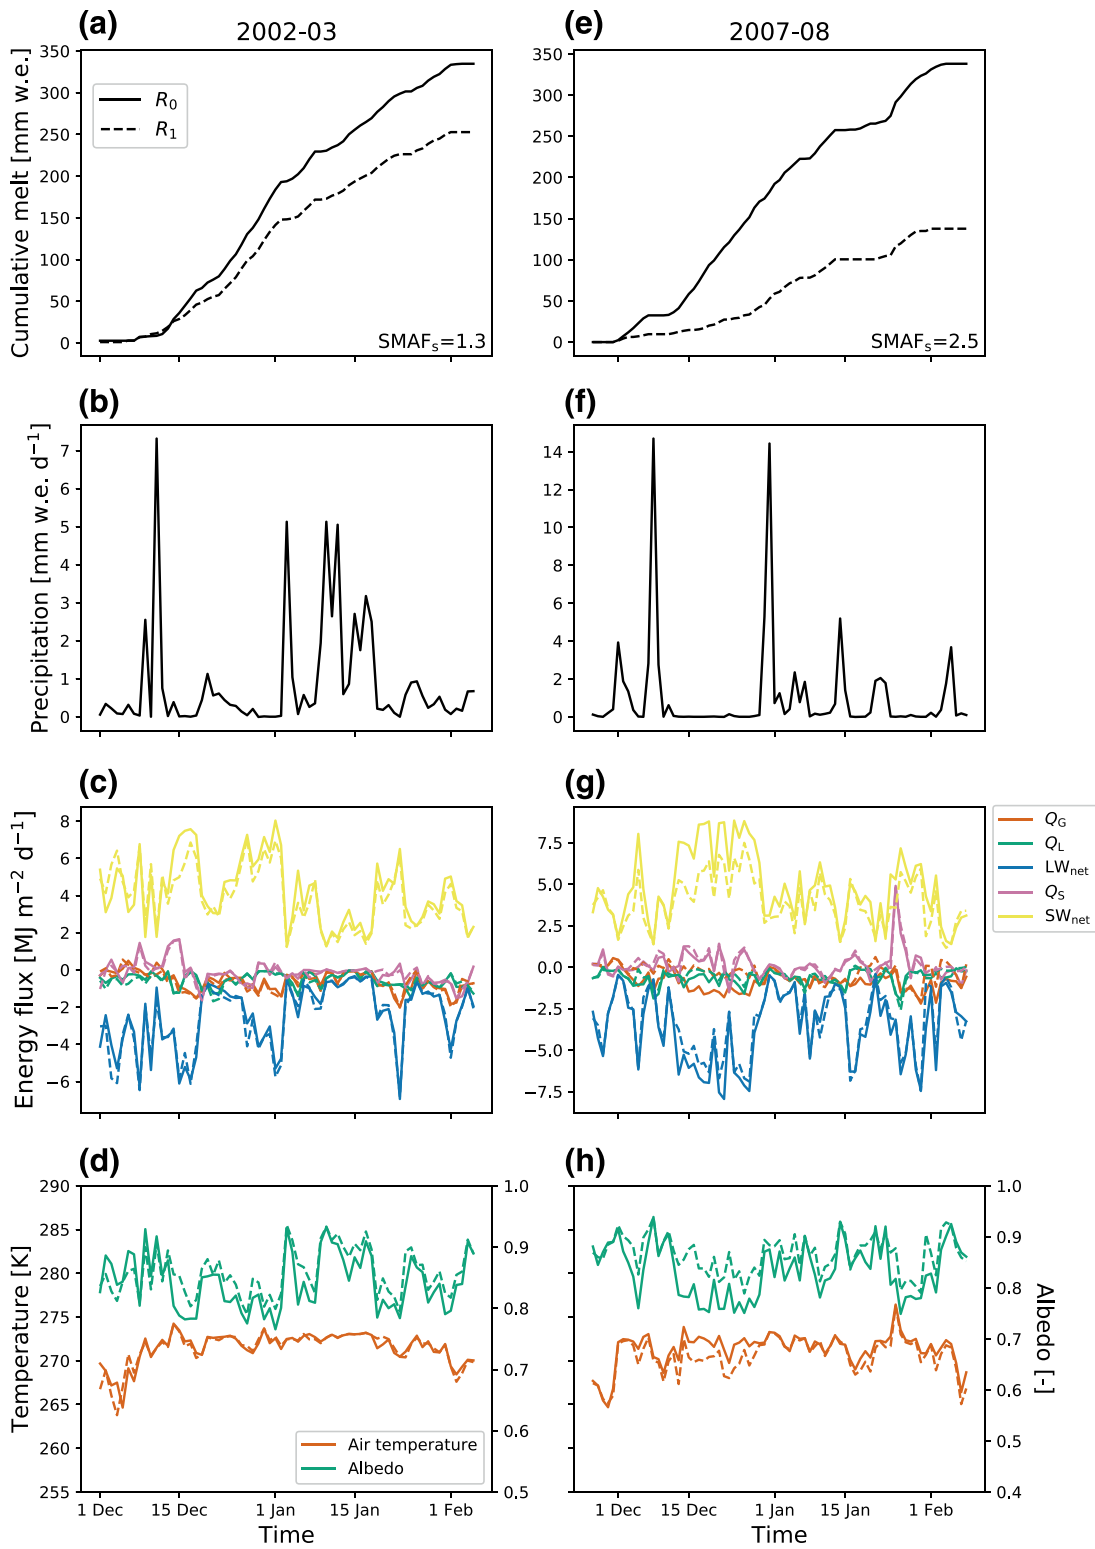 (a)
2002-03
350
300
250
200
150
100
50
0
Cumulative melt [mm w.e.]
R₀
R₁
SMAFₛ=1.3
(e)
2007-08
350
300
250
200
150
100
50
0
SMAFₛ=2.5
(b)
7
6
5
4
3
2
1
0
Precipitation [mm w.e. d⁻¹]
(f)
14
12
10
8
6
4
2
0
(c)
8
6
4
2
0
−2
−4
−6
Energy flux [MJ m⁻² d⁻¹]
(g)
7.5
5.0
2.5
0.0
−2.5
−5.0
−7.5
Q_G
Q_L
LW_net
Q_S
SW_net
(d)
290
285
280
275
270
265
260
255
Temperature [K]
1.0
0.9
0.8
0.7
0.6
0.5
Air temperature
Albedo
1 Dec
15 Dec
1 Jan
15 Jan
1 Feb
Time
(h)
1.0
0.9
0.8
0.7
0.6
0.5
0.4
Albedo [-]
1 Dec
15 Dec
1 Jan
15 Jan
1 Feb
Time